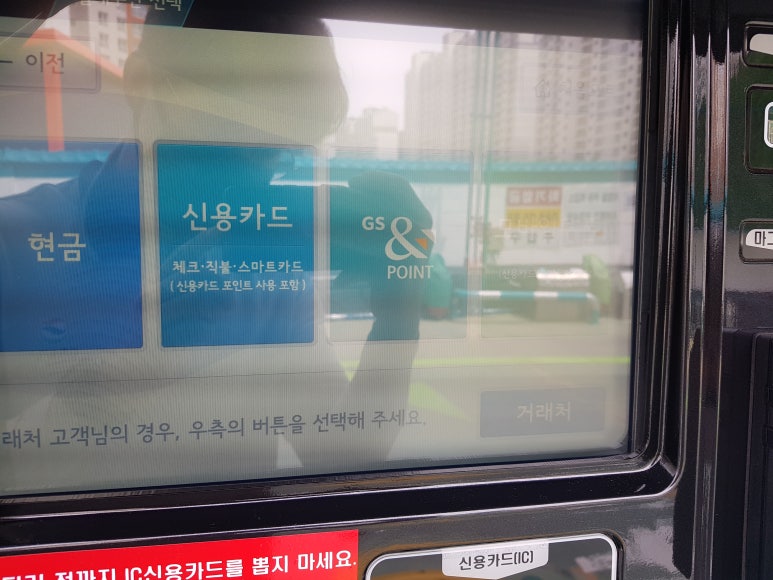 이전
현금
신용카드
체크·직불·스마트카드
(신용카드 포인트 사용 포함)
GS
&
POINT
래처 고객님의 경우, 우측의 버튼을 선택해 주세요.
거래처
전까지 IC신용카드를 뽑지 마세요.
신용카드(IC)